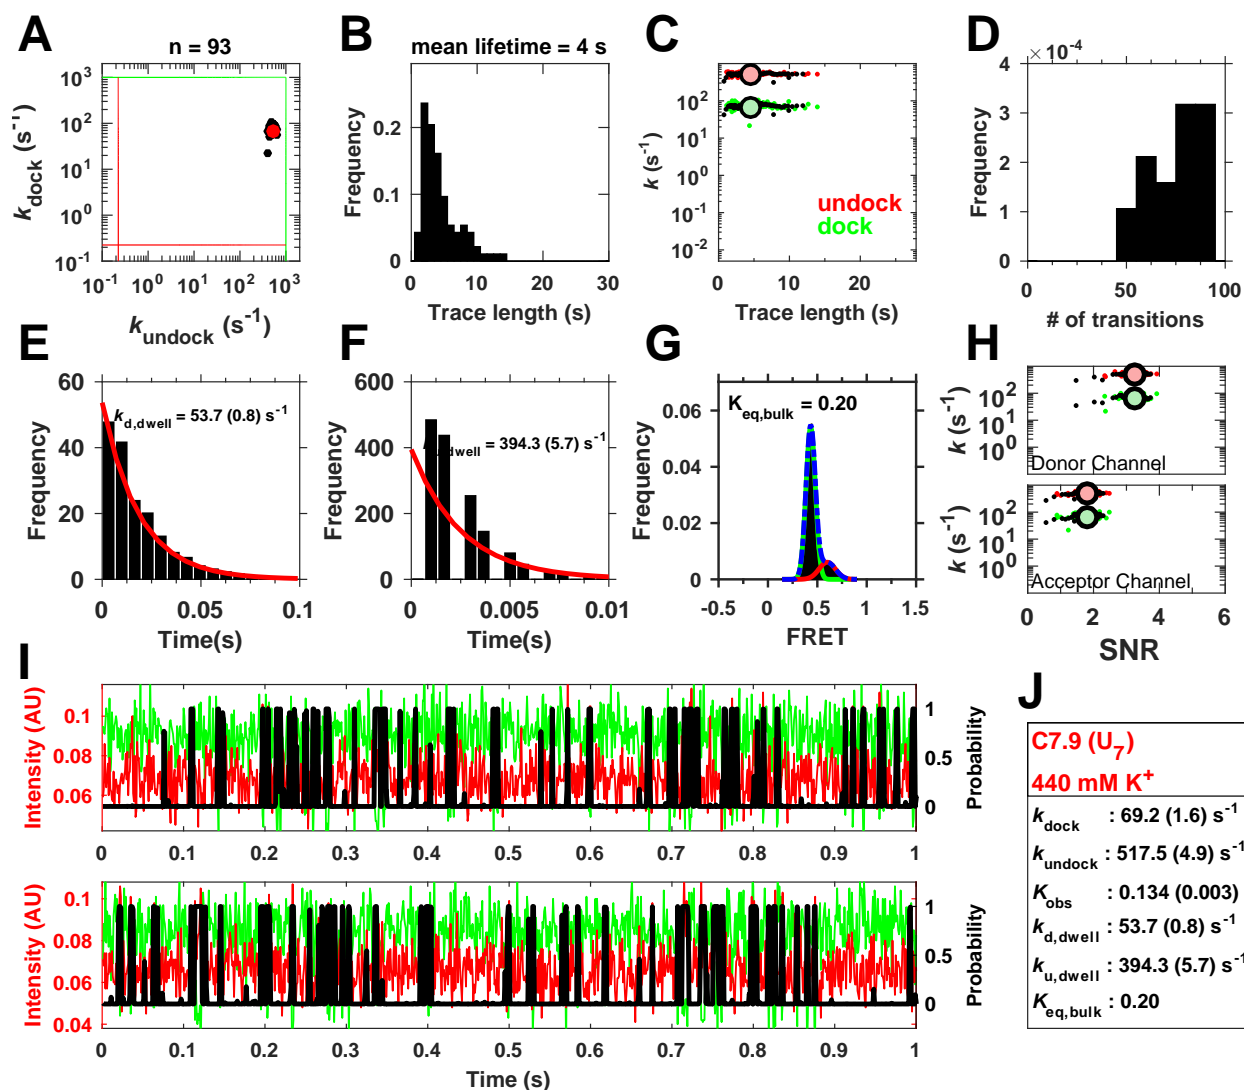 A
n = 93
10^3
10^2
10^1
10^0
10^-1
10^-1 10^0 10^1 10^2 10^3
k_dock (s^-1)
k_undock (s^-1)
B
mean lifetime = 4 s
0.2
0.1
0
0 10 20 30
Frequency
Trace length (s)
C
10^2
10^1
10^0
10^-1
10^-2
0 10 20
k (s^-1)
undock
dock
Trace length (s)
D
×10^-4
4
3
2
1
0
0 50 100
Frequency
# of transitions
E
60
40
20
0
0 0.05 0.1
k_d,dwell = 53.7 (0.8) s^-1
Frequency
Time(s)
F
600
400
200
0
0 0.005 0.01
dwell = 394.3 (5.7) s^-1
Frequency
Time(s)
G
K_eq,bulk = 0.20
0.06
0.04
0.02
0
-0.5 0 0.5 1 1.5
Frequency
FRET
H
10^2
10^1
10^0
k (s^-1)
Donor Channel
10^2
10^1
10^0
k (s^-1)
Acceptor Channel
0 2 4 6
SNR
I
0.1
0.08
0.06
Intensity (AU)
1
0.5
0
Probability
0 0.1 0.2 0.3 0.4 0.5 0.6 0.7 0.8 0.9 1
0.1
0.08
0.06
0.04
Intensity (AU)
1
0.5
0
Probability
0 0.1 0.2 0.3 0.4 0.5 0.6 0.7 0.8 0.9 1
Time (s)
J
C7.9 (U_7)
440 mM K^+
k_dock : 69.2 (1.6) s^-1
k_undock : 517.5 (4.9) s^-1
K_obs : 0.134 (0.003)
k_d,dwell : 53.7 (0.8) s^-1
k_u,dwell : 394.3 (5.7) s^-1
K_eq,bulk : 0.20